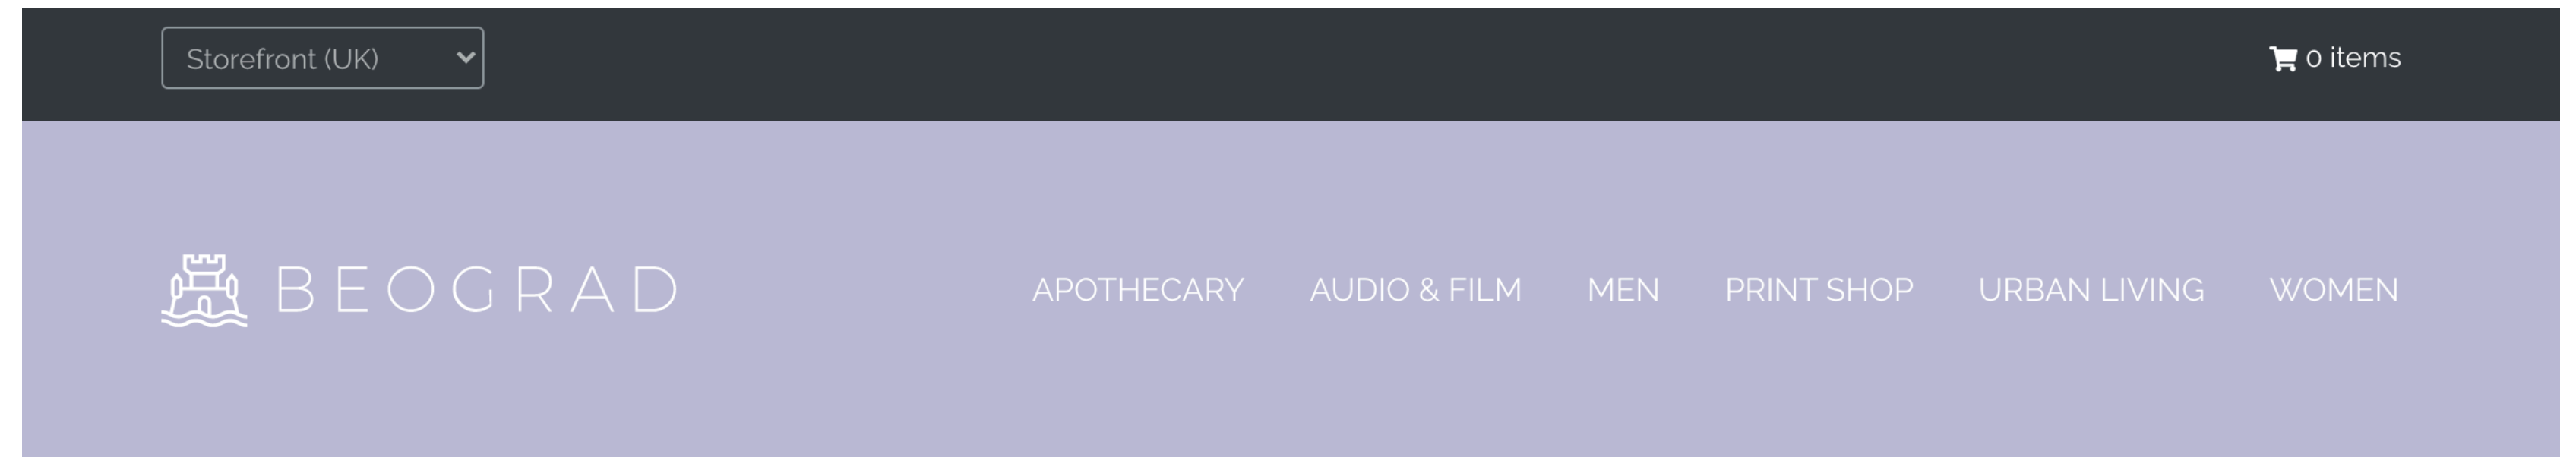 Storefront (UK)
0 items
BEOGRAD
APOTHECARY
AUDIO & FILM
MEN
PRINT SHOP
URBAN LIVING
WOMEN